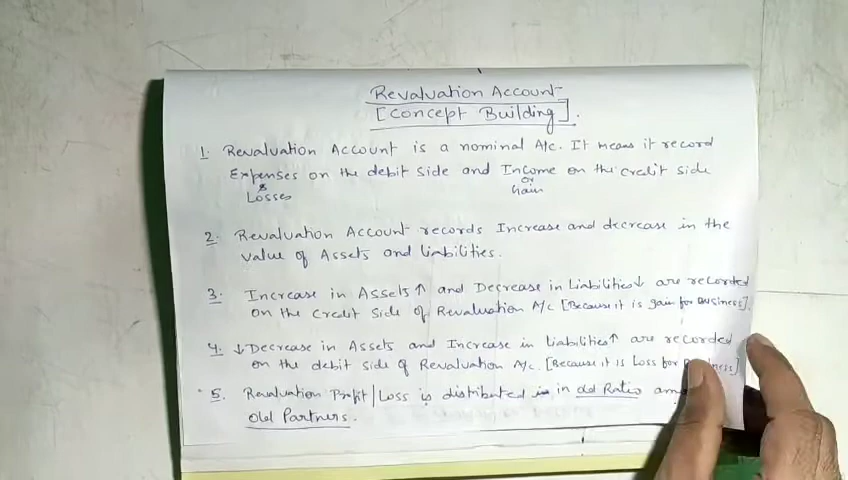 Revaluation Account
[Concept Building].
1. Revaluation Account is a nominal A/c. It means it record
Expenses on the debit side and Income on the credit side
& Losses
or Gain
2. Revaluation Account records Increase and decrease in the
value of Assets and liabilities.
3. Increase in Assets↑ and Decrease in Liabilities↓ are recorded
on the credit side of Revaluation A/c [Because it is gain for Business].
4. ↓Decrease in Assets and Increase in liabilities↑ are recorded
on the debit side of Revaluation A/c. [Because it is Loss for
5. Revaluation Profit/Loss is distributed in old Ratio
Old Partners.